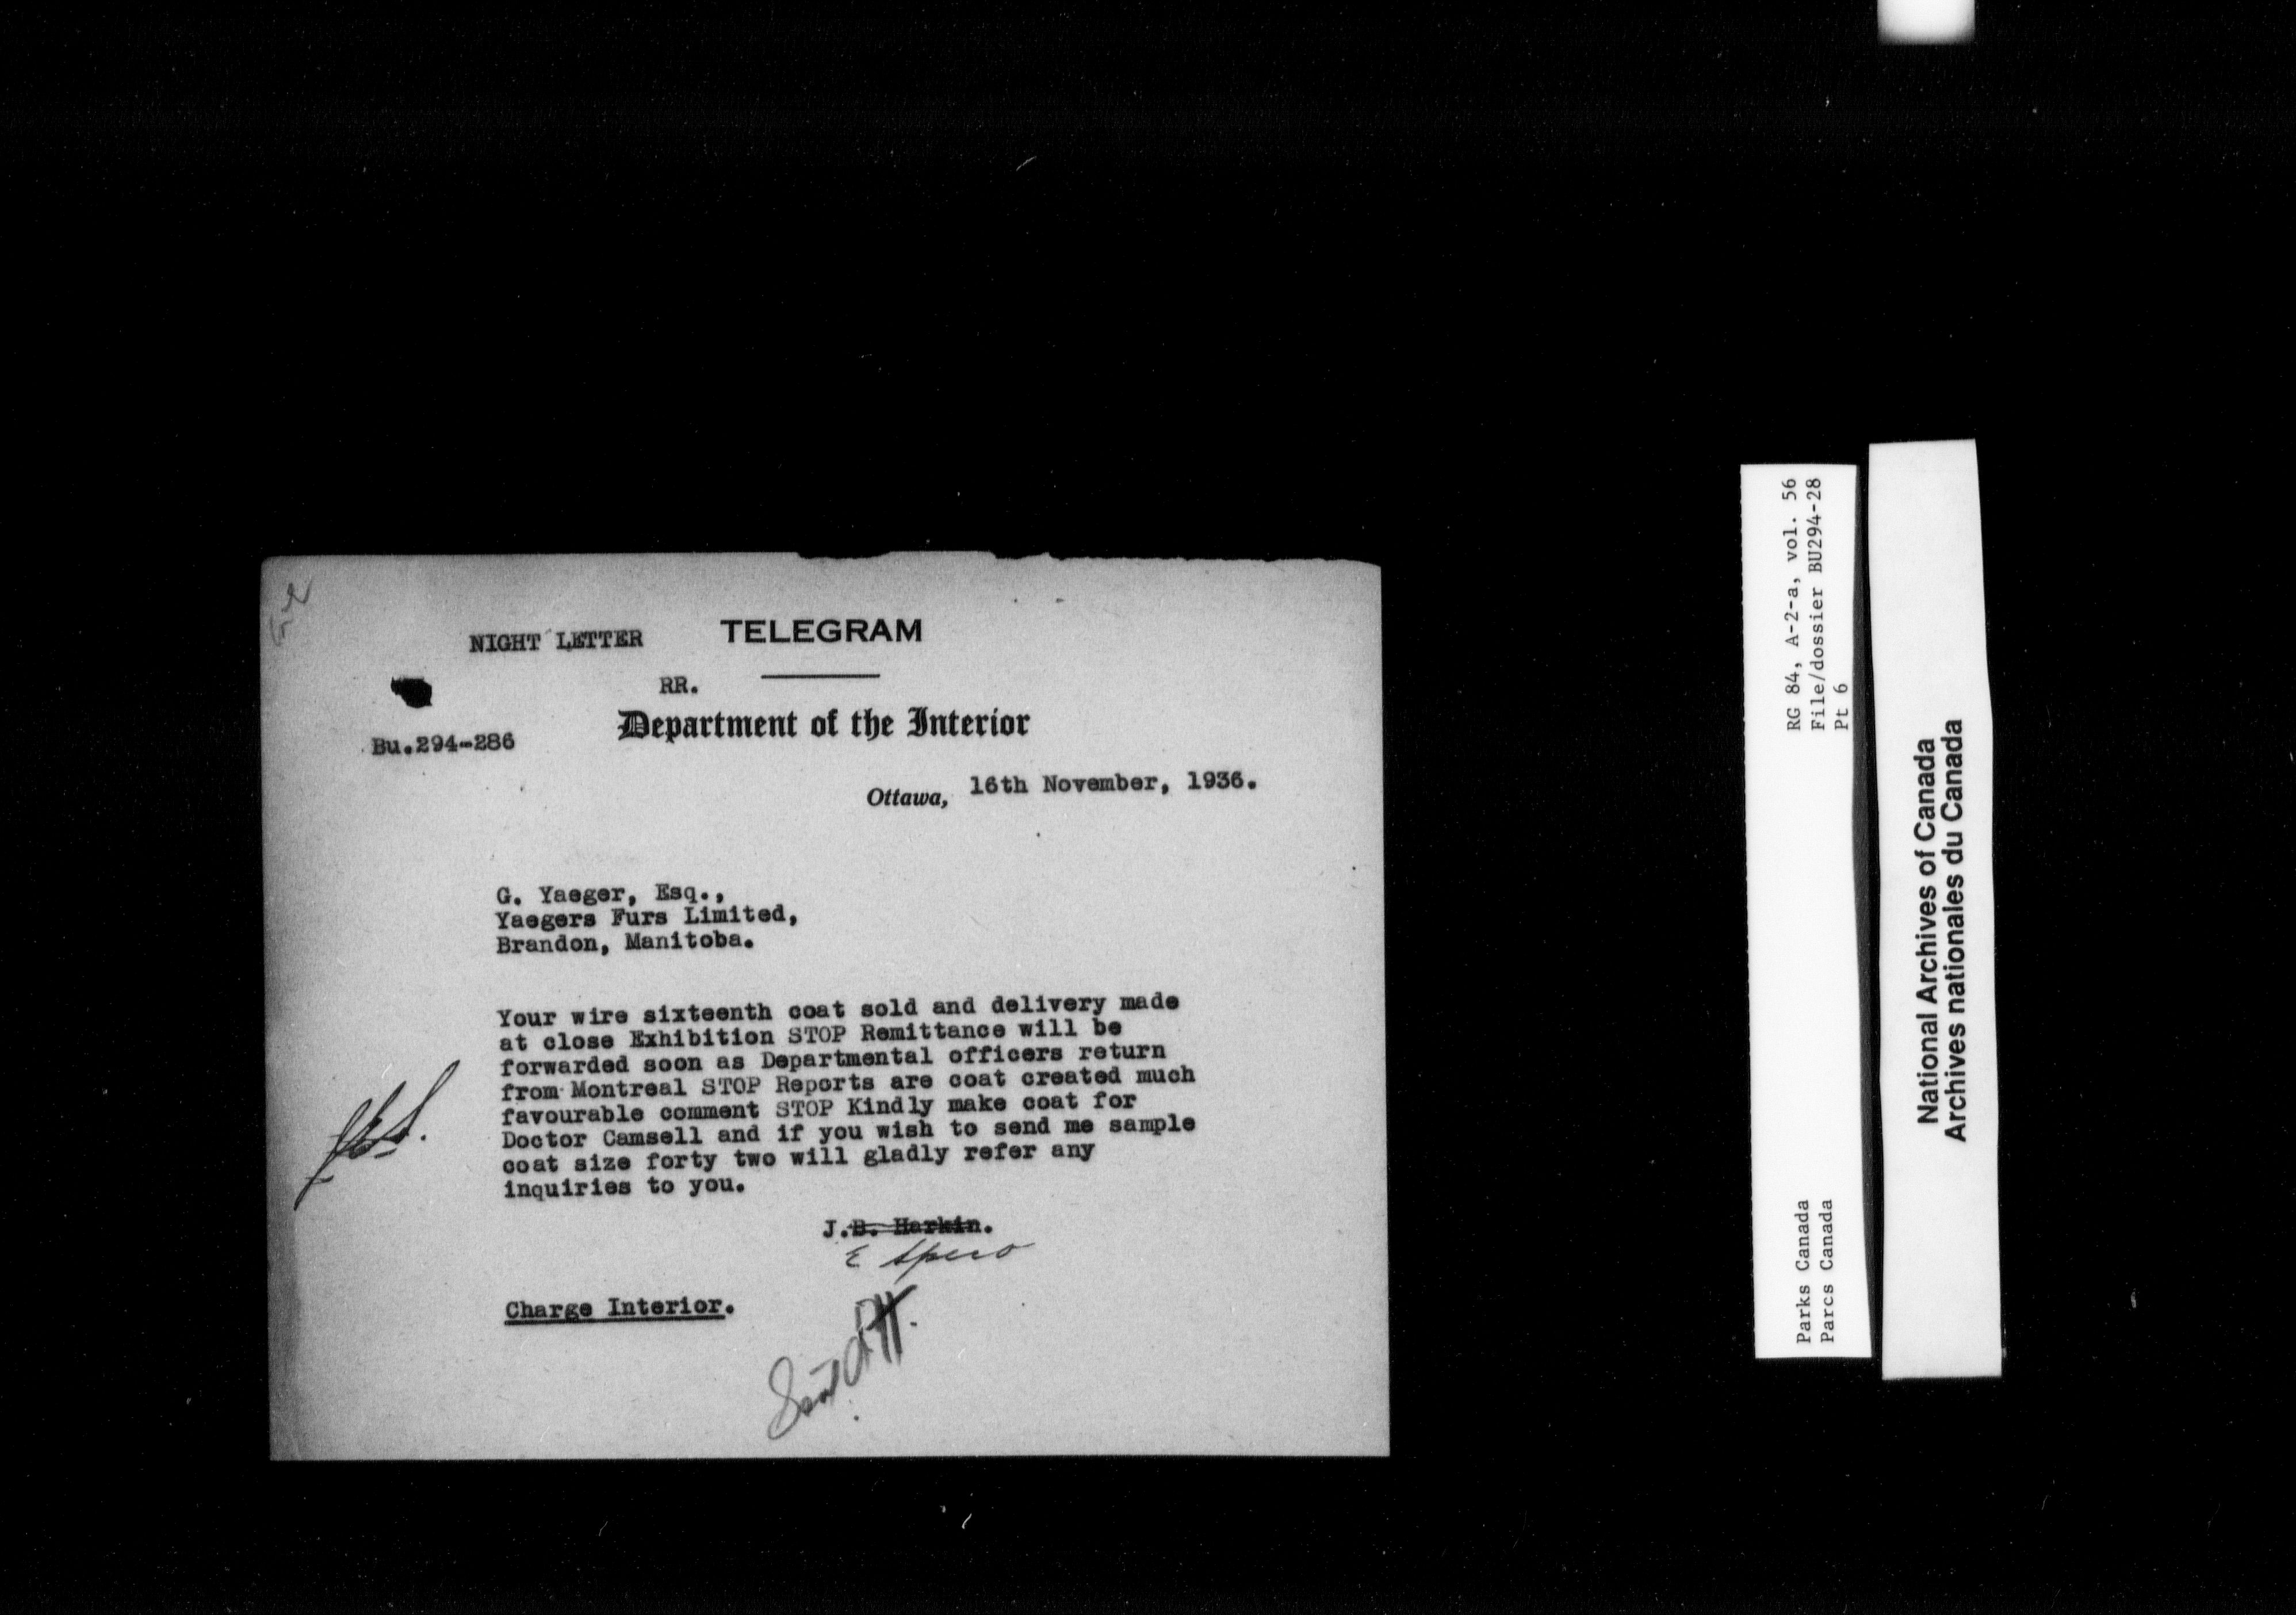 NIGHT LETTER TELEGRAM
RR.
Department of the Interior
Bu.294-286
Ottawa, 16th November, 1936.
G. Yaeger, Esq.,
Yaegers Furs Limited,
Brandon, Manitoba.
Your wire sixteenth coat sold and delivery made
at close Exhibition STOP Remittance will be
forwarded soon as Departmental officers return
from Montreal STOP Reports are coat created much
favourable comment STOP Kindly make coat for
Doctor Camsell and if you wish to send me sample
coat size forty two will gladly refer any
inquiries to you.
J.B. Harkin.
E Spero
Charge Interior.
RG 84, A-2-a, vol. 56
File/dossier BU294-28
Pt 6
Parks Canada
Parcs Canada
National Archives of Canada
Archives nationales du Canada